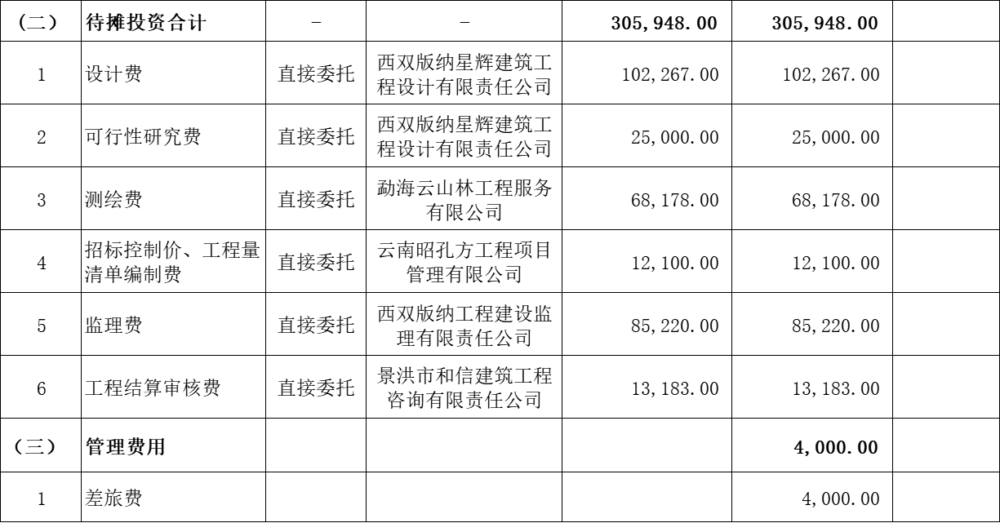 （二） 待摊投资合计 － － 305,948.00 305,948.00
1 设计费 直接委托 西双版纳星辉建筑工
程设计有限责任公司 102,267.00 102,267.00
2 可行性研究费 直接委托 西双版纳星辉建筑工
程设计有限责任公司 25,000.00 25,000.00
3 测绘费 直接委托 勐海云山林工程服务
有限公司 68,178.00 68,178.00
4 招标控制价、工程量
清单编制费 直接委托 云南昭孔方工程项目
管理有限公司 12,100.00 12,100.00
5 监理费 直接委托 西双版纳工程建设监
理有限责任公司 85,220.00 85,220.00
6 工程结算审核费 直接委托 景洪市和信建筑工程
咨询有限责任公司 13,183.00 13,183.00
（三） 管理费用 4,000.00
1 差旅费 4,000.00